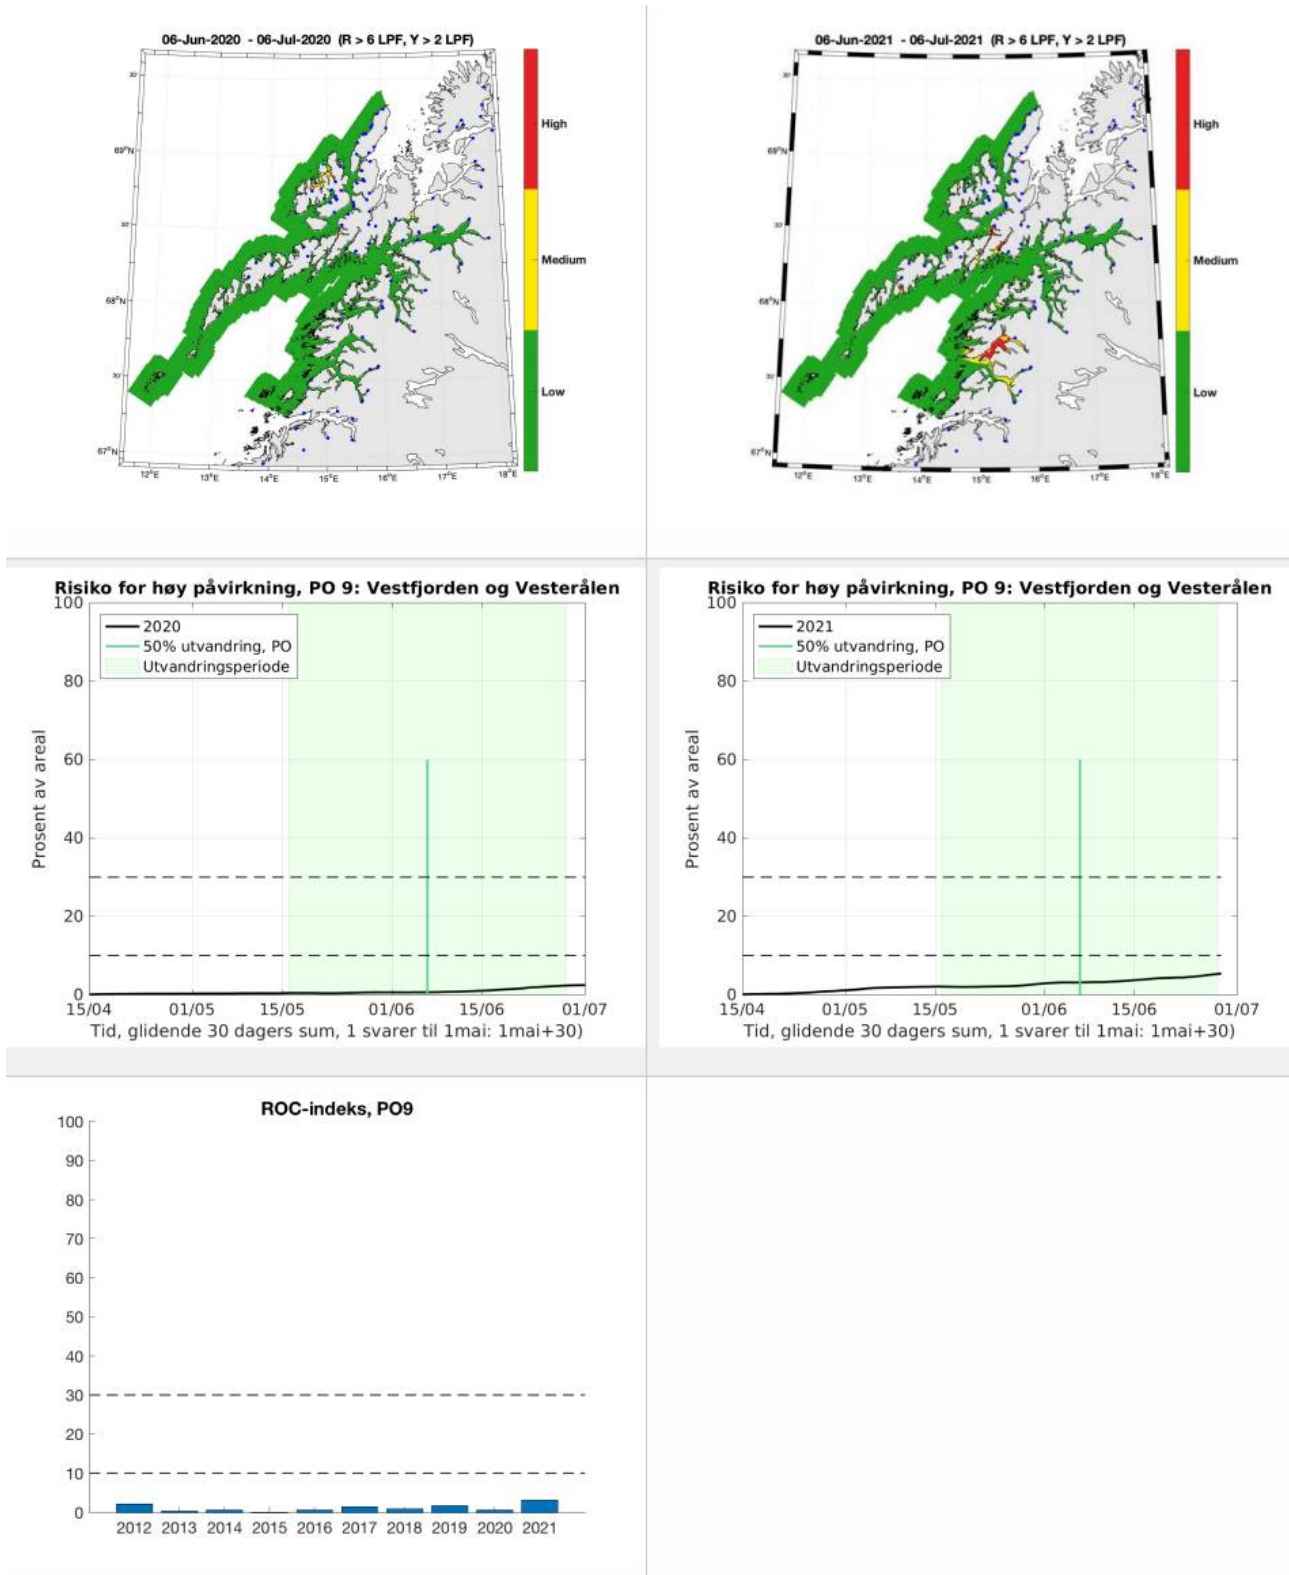 06-Jun-2020 - 06-Jul-2020 (R > 6 LPF, Y > 2 LPF)
30'
69°N
30'
68°N
30'
67°N
12°E 13°E 14°E 15°E 16°E 17°E 18°E
High
Medium
Low
06-Jun-2021 - 06-Jul-2021 (R > 6 LPF, Y > 2 LPF)
30'
69°N
30'
68°N
30'
67°N
12°E 13°E 14°E 15°E 16°E 17°E 18°E
High
Medium
Low
Risiko for høy påvirkning, PO 9: Vestfjorden og Vesterålen
2020
50% utvandring, PO
Utvandringsperiode
Prosent av areal
100
80
60
40
20
0
15/04 01/05 15/05 01/06 15/06 01/07
Tid, glidende 30 dagers sum, 1 svarer til 1mai: 1mai+30)
Risiko for høy påvirkning, PO 9: Vestfjorden og Vesterålen
2021
50% utvandring, PO
Utvandringsperiode
Prosent av areal
100
80
60
40
20
0
15/04 01/05 15/05 01/06 15/06 01/07
Tid, glidende 30 dagers sum, 1 svarer til 1mai: 1mai+30)
ROC-indeks, PO9
100
90
80
70
60
50
40
30
20
10
0
2012 2013 2014 2015 2016 2017 2018 2019 2020 2021